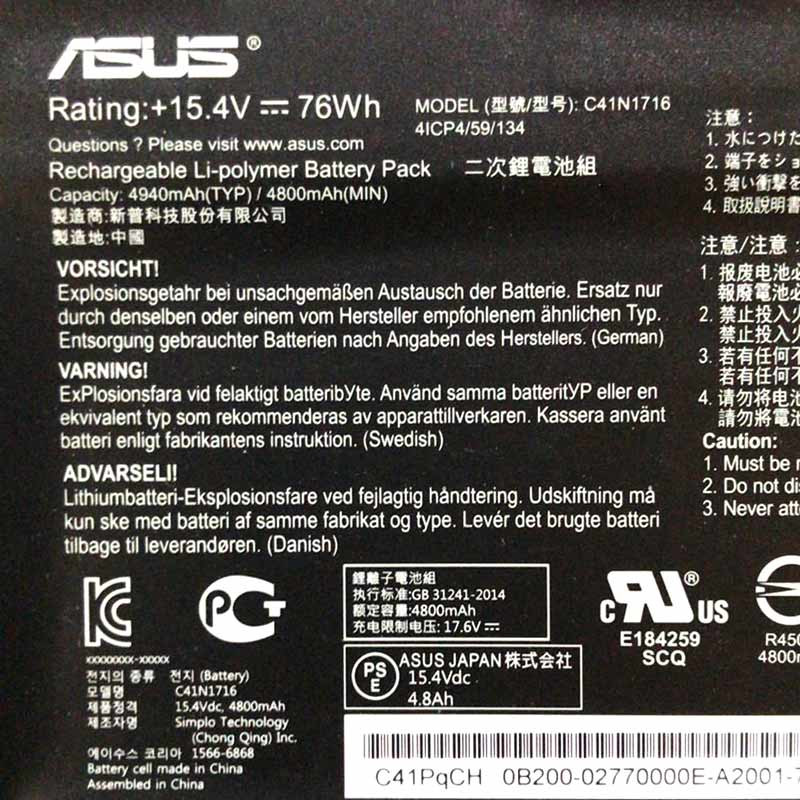 ASUS®
Rating:+15.4V ⎓ 76Wh
MODEL (型號/型号): C41N1716
4ICP4/59/134
Questions ? Please visit www.asus.com
Rechargeable Li-polymer Battery Pack 二次鋰電池組
Capacity: 4940mAh(TYP) / 4800mAh(MIN)
製造商:新普科技股份有限公司
製造地:中國
VORSICHT!
Explosionsgetahr bei unsachgemäßen Austausch der Batterie. Ersatz nur
durch denselben oder einem vom Hersteller empfohlenem ähnlichen Typ.
Entsorgung gebrauchter Batterien nach Angaben des Herstellers. (German)
VARNING!
ExPlosionsfara vid felaktigt batteribYte. Använd samma batteritYP eller en
ekvivalent typ som rekommenderas av apparattillverkaren. Kassera använt
batteri enligt fabrikantens instruktion. (Swedish)
ADVARSELI!
Lithiumbatteri-Eksplosionsfare ved fejlagtig håndtering. Udskiftning må
kun ske med batteri af samme fabrikat og type. Levér det brugte batteri
tilbage til leverandøren. (Danish)
注意 :
1. 水につけた
2. 端子をショ
3. 強い衝撃を
4. 取扱説明書
注意/注意 :
1. 报废电池必
報廢電池必
2. 禁止投入火
禁止投入火
3. 若有任何不
若有任何不
4. 请勿将电池
請勿將電池
Caution:
1. Must be
2. Do not
3. Never
PCT
鋰離子電池組
执行标准:GB 31241-2014
额定容量:4800mAh
充电限制电压: 17.6V ⎓
PSE
ASUS JAPAN 株式会社
15.4Vdc
4.8Ah
c RU ® US
E184259
SCQ
R450
4800m
XXXXXXXX-XXXXX
전지의 종류 전지 (Battery)
모델명 C41N1716
제품정격 15.4Vdc, 4800mAh
제조자명 Simplo Technology
(Chong Qing) Inc.
에이수스 코리아 1566-6868
Battery cell made in China
Assembled in China
C41PqCH 0B200-02770000E-A2001-7